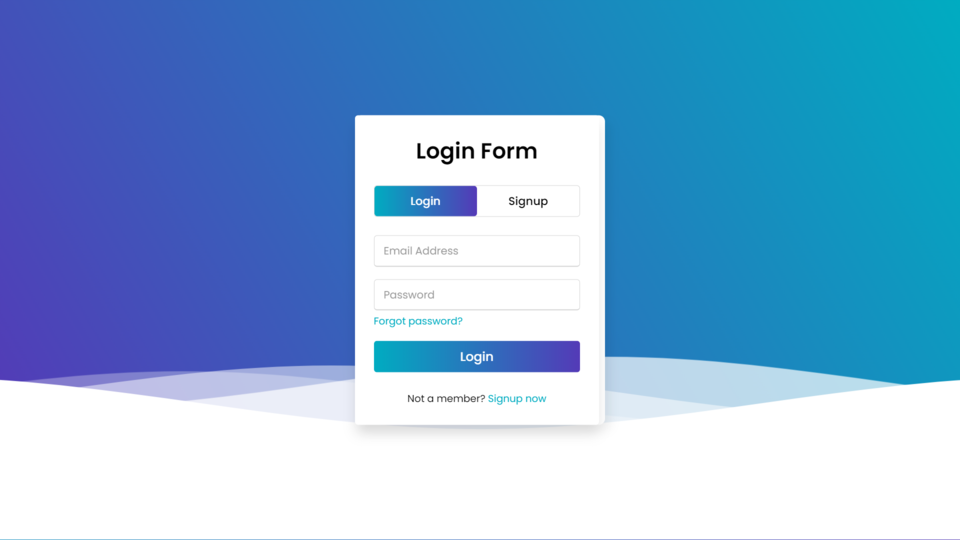 Login Form
Login Signup
Email Address
Password
Forgot password?
Login
Not a member? Signup now